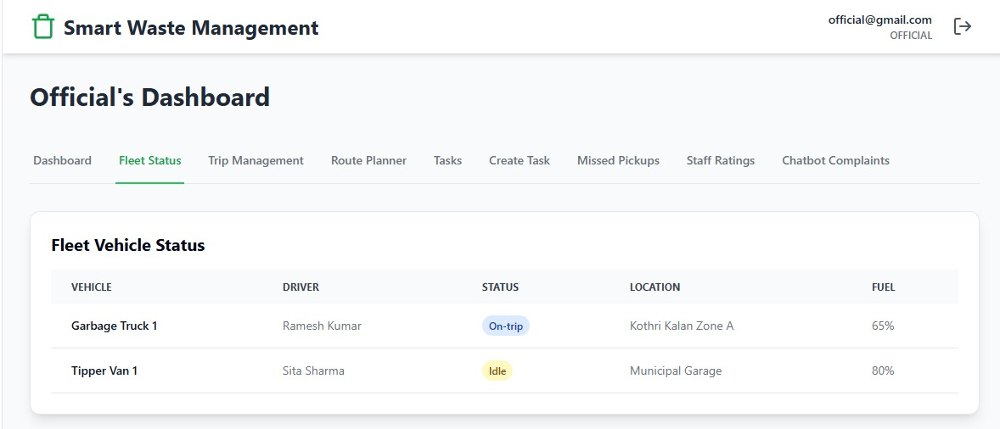 Smart Waste Management
official@gmail.com
OFFICIAL
Official's Dashboard
Dashboard Fleet Status Trip Management Route Planner Tasks Create Task Missed Pickups Staff Ratings Chatbot Complaints
Fleet Vehicle Status
VEHICLE DRIVER STATUS LOCATION FUEL
Garbage Truck 1 Ramesh Kumar On-trip Kothri Kalan Zone A 65%
Tipper Van 1 Sita Sharma Idle Municipal Garage 80%